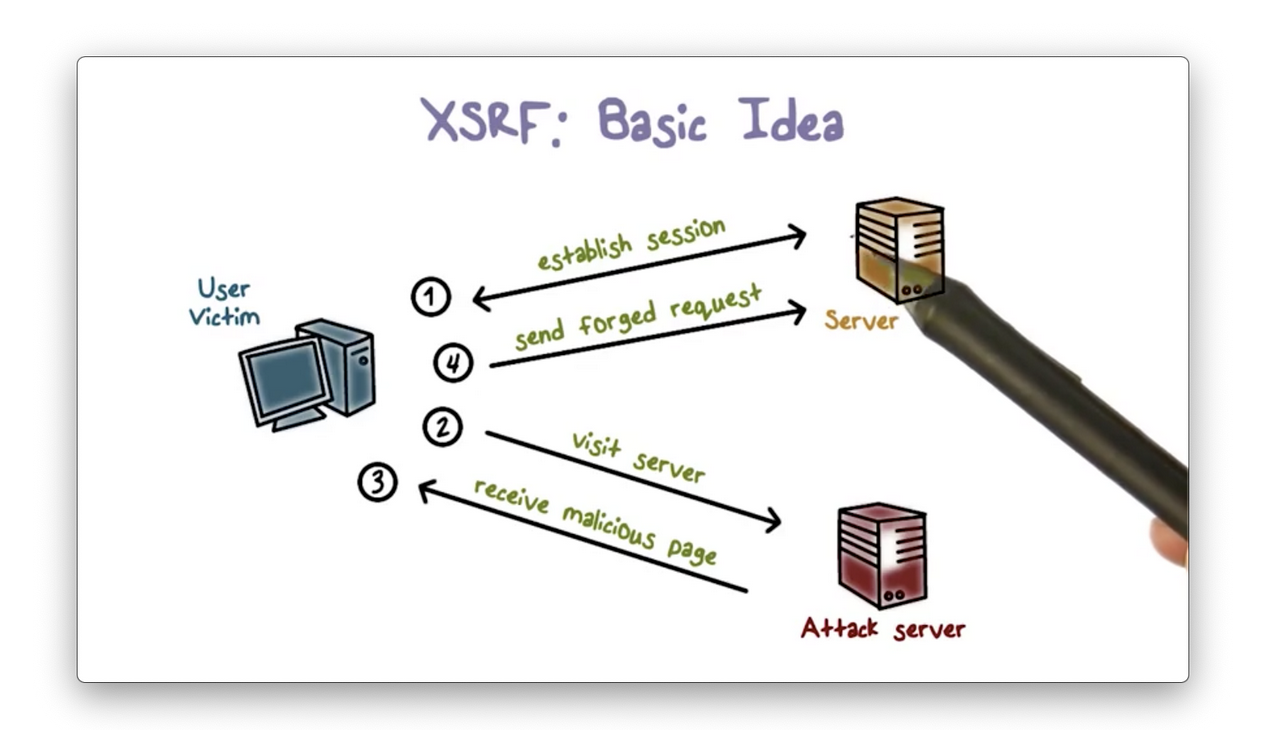 XSRF: Basic Idea
establish session
User
Victim
1
send forged request
Server
4
2
visit server
3
receive malicious page
Attack server